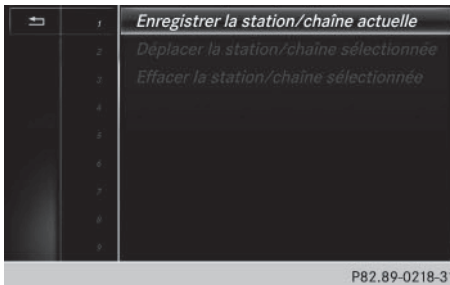 1 Enregistrer la station/chaîne actuelle
2 Déplacer la station/chaîne sélectionnée
3 Effacer la station/chaîne sélectionnée
4
5
6
7
8
9
P82.89-0218-31